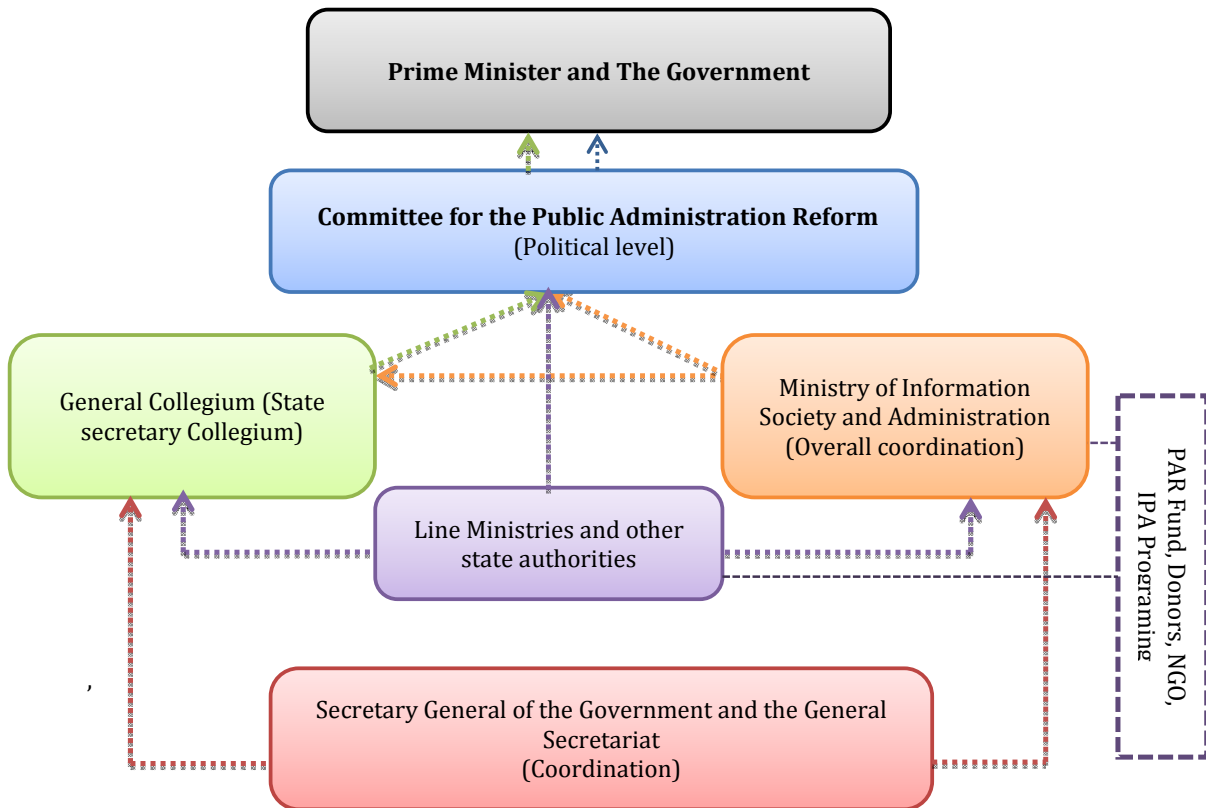 Prime Minister and The Government
Committee for the Public Administration Reform
(Political level)
General Collegium (State
secretary Collegium)
Ministry of Information
Society and Administration
(Overall coordination)
Line Ministries and other
state authorities
PAR Fund, Donors, NGO,
IPA Programing
,
Secretary General of the Government and the General
Secretariat
(Coordination)